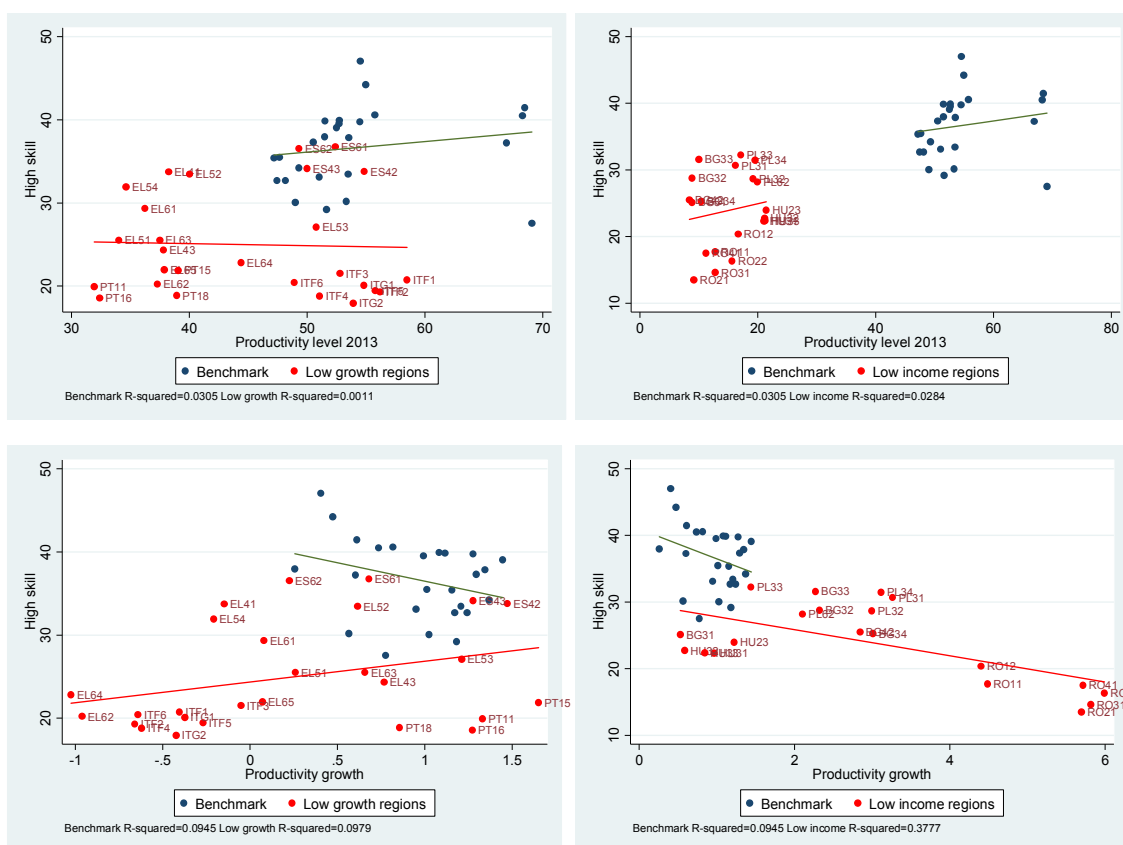 50
40
30
20
High skill
ES62
ES61
ES43
ES42
EL41
EL52
EL54
EL61
EL53
EL51
EL63
EL43
EL64
PT15
EL62
PT11
PT16
PT18
ITF3
ITF6
ITG1
ITF1
ITF4
ITF2
ITG2
30 40 50 60 70
Productivity level 2013
Benchmark Low growth regions
Benchmark R-squared=0.0305 Low growth R-squared=0.0011
50
40
30
20
10
High skill
BG33
PL33
PL34
PL31
BG32
PL32
PL62
BG34
HU23
RO12
RO11
RO41
RO22
RO31
RO21
0 20 40 60 80
Productivity level 2013
Benchmark Low income regions
Benchmark R-squared=0.0305 Low income R-squared=0.0284
50
40
30
20
High skill
ES62
ES61
EL41
EL52
ES43
ES42
EL54
EL61
EL53
EL51
EL63
EL43
EL64
EL65
ITF3
PT15
EL62
ITF6
ITF1
ITG1
ITF2
ITF5
ITF4
ITG2
PT11
PT18
PT16
-1 -.5 0 .5 1 1.5
Productivity growth
Benchmark Low growth regions
Benchmark R-squared=0.0945 Low growth R-squared=0.0979
50
40
30
20
10
High skill
PL33
BG33
PL34
PL31
PL62
BG32
PL32
BG31
BG42
BG34
HU23
HU31
RO12
RO11
RO41
RO31
RO21
0 2 4 6
Productivity growth
Benchmark Low income regions
Benchmark R-squared=0.0945 Low income R-squared=0.3777